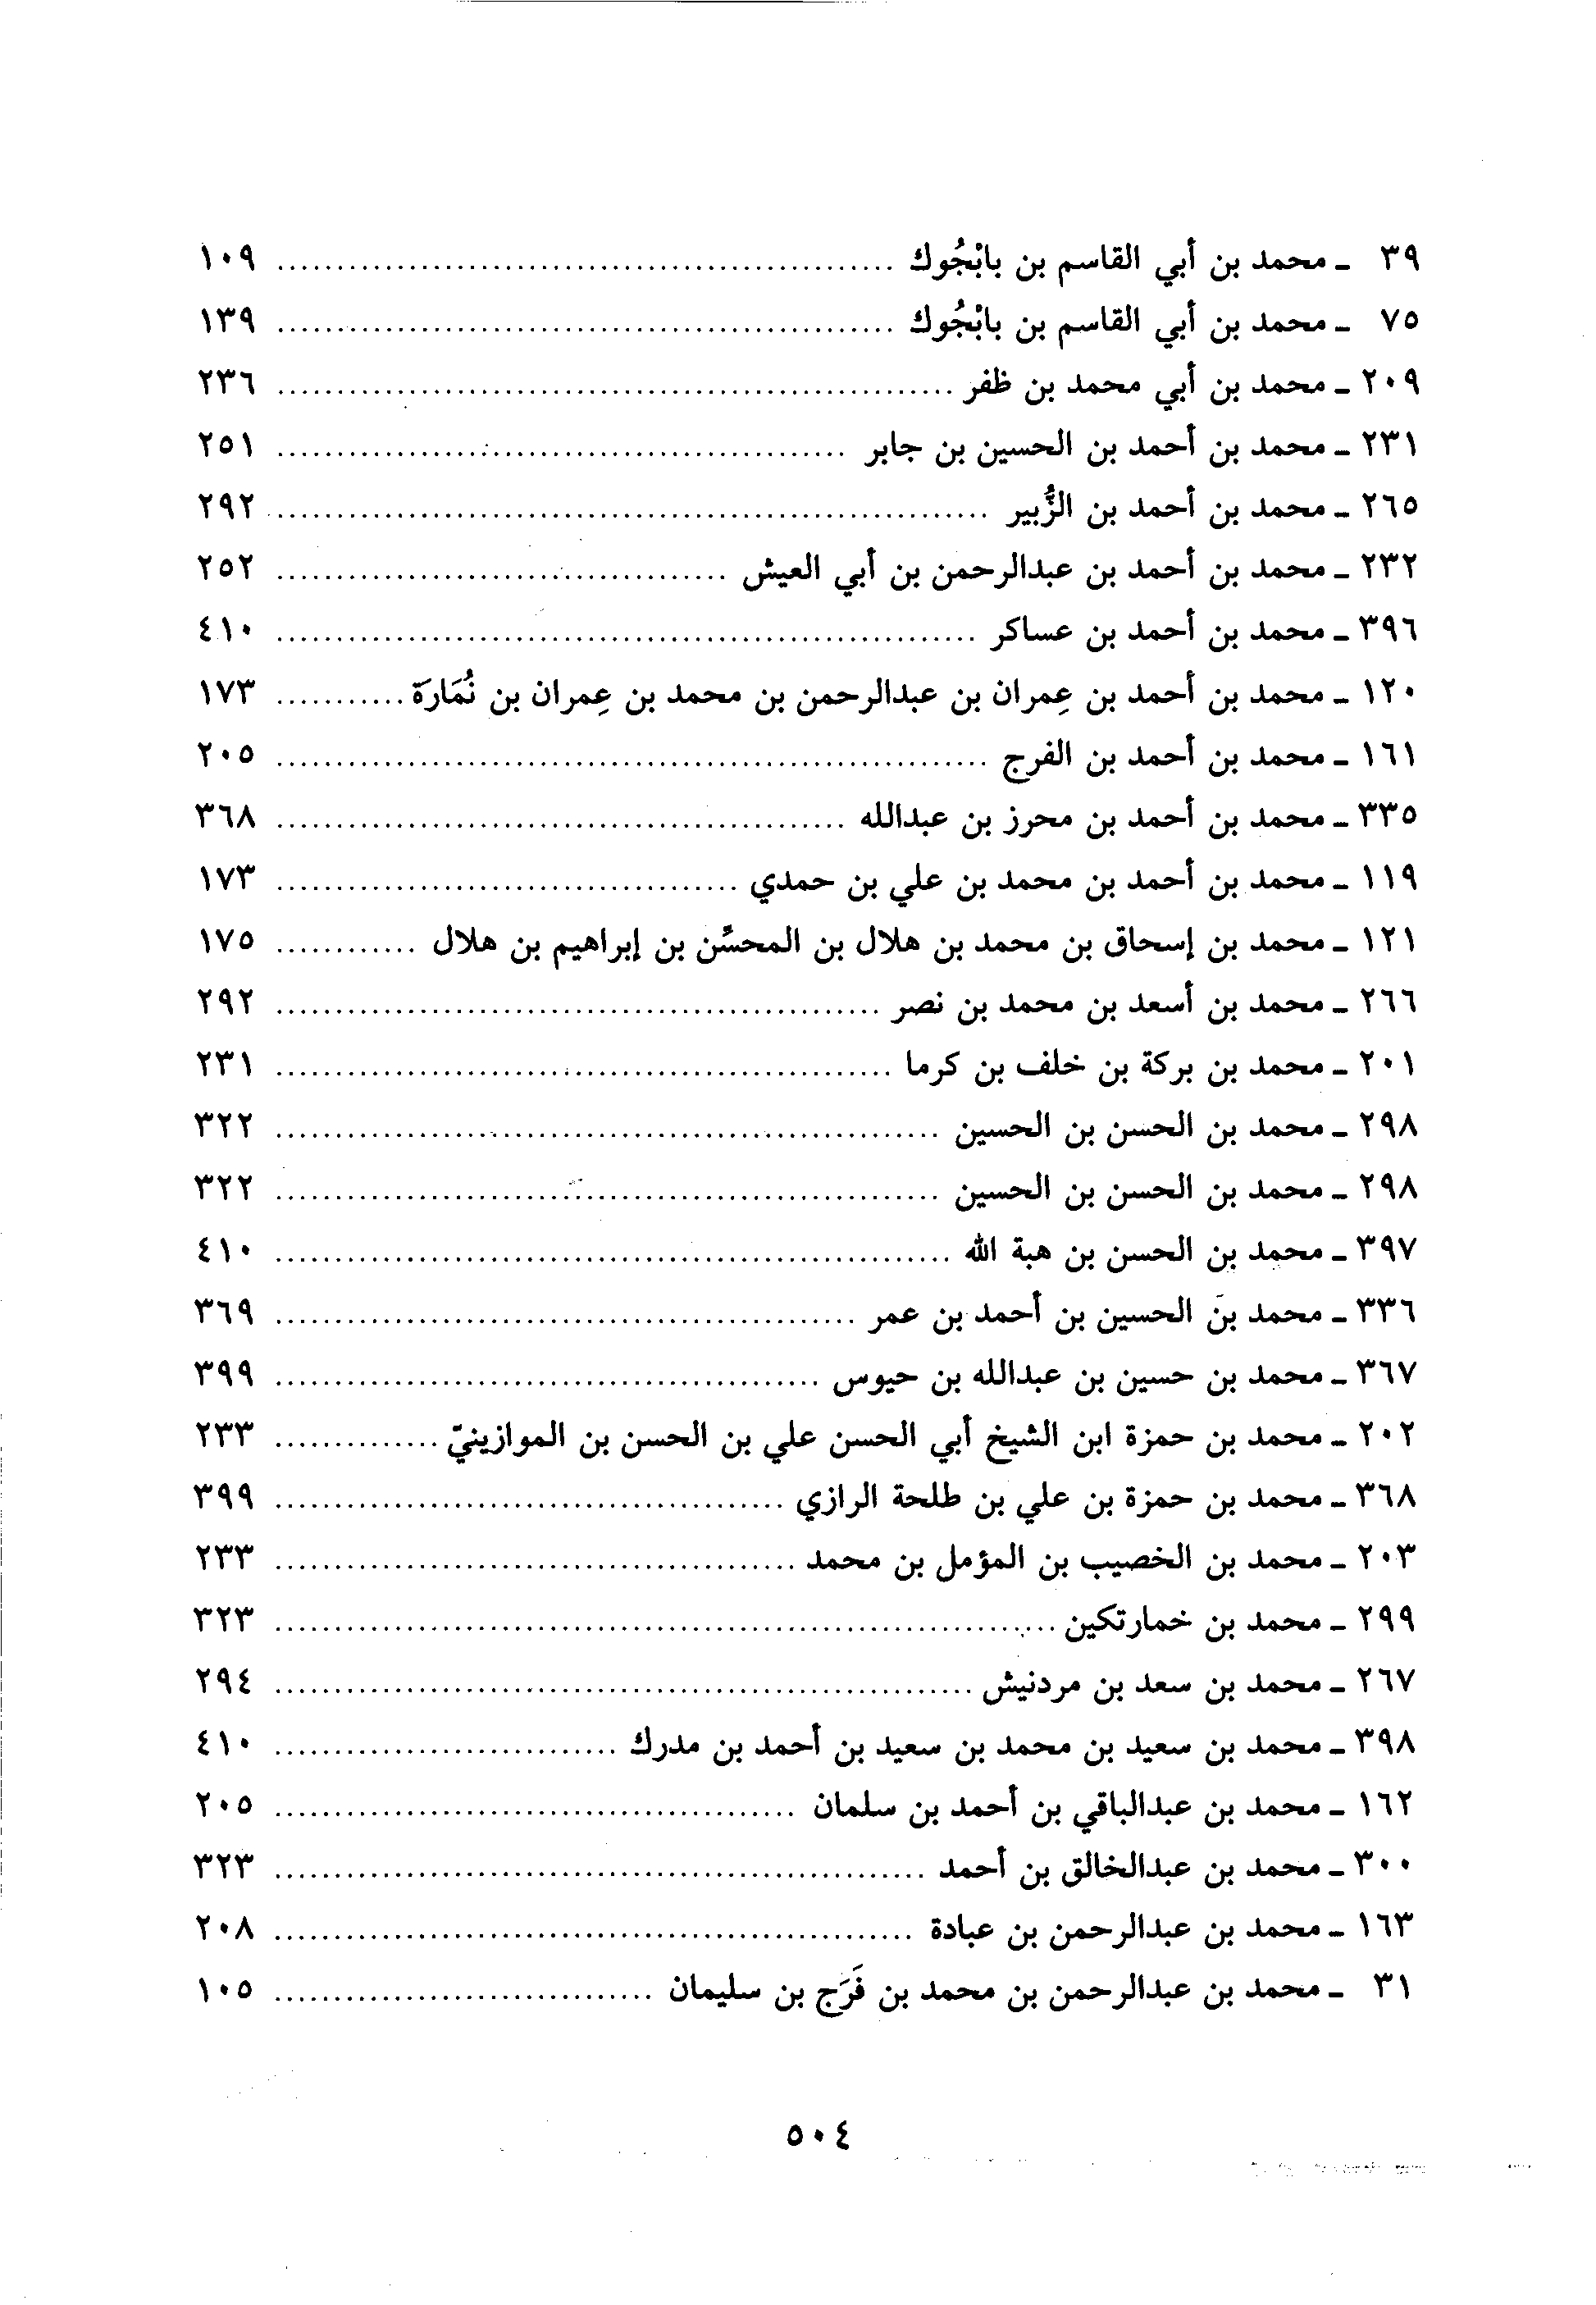 ٣٩ ـ محمد بن أبي القاسم بن بابْجُوك ........ ١٠٩
٧٥ ـ محمد بن أبي القاسم بن بابْجُوك ........ ١٣٩
٢٠٩ ـ محمد بن أبي محمد بن ظفر ........ ٢٣٦
٢٣١ ـ محمد بن أحمد بن الحسين بن جابر ........ ٢٥١
٢٦٥ ـ محمد بن أحمد بن الزُّبير ........ ٢٩٢
٢٣٢ ـ محمد بن أحمد بن عبدالرحمن بن أبي العيش ........ ٢٥٢
٣٩٦ ـ محمد بن أحمد بن عساكر ........ ٤١٠
١٢٠ ـ محمد بن أحمد بن عِمران بن عبدالرحمن بن محمد بن عِمران بن نُمَارَة ........ ١٧٣
١٦١ ـ محمد بن أحمد بن الفرج ........ ٢٠٥
٣٣٥ ـ محمد بن أحمد بن محرز بن عبدالله ........ ٣٦٨
١١٩ ـ محمد بن أحمد بن محمد بن علي بن حمدي ........ ١٧٣
١٢١ ـ محمد بن إسحاق بن محمد بن هلال بن المحسَّن بن إبراهيم بن هلال ........ ١٧٥
٢٦٦ ـ محمد بن أسعد بن محمد بن نصر ........ ٢٩٢
٢٠١ ـ محمد بن بركة بن خلف بن كرما ........ ٢٣١
٢٩٨ ـ محمد بن الحسن بن الحسين ........ ٣٢٢
٢٩٨ ـ محمد بن الحسن بن الحسين ........ ٣٢٢
٣٩٧ ـ محمد بن الحسن بن هبة الله ........ ٤١٠
٣٣٦ ـ محمد بن الحسين بن أحمد بن عمر ........ ٣٦٩
٣٦٧ ـ محمد بن حسين بن عبدالله بن حيوس ........ ٣٩٩
٢٠٢ ـ محمد بن حمزة ابن الشيخ أبي الحسن علي بن الحسن بن الموازينيّ ........ ٢٣٣
٣٦٨ ـ محمد بن حمزة بن علي بن طلحة الرازي ........ ٣٩٩
٢٠٣ ـ محمد بن الخصيب بن المؤمل بن محمد ........ ٢٣٣
٢٩٩ ـ محمد بن خمارتكين ........ ٣٢٣
٢٦٧ ـ محمد بن سعد بن مردنيش ........ ٢٩٤
٣٩٨ ـ محمد بن سعيد بن محمد بن سعيد بن أحمد بن مدرك ........ ٤١٠
١٦٢ ـ محمد بن عبدالباقي بن أحمد بن سلمان ........ ٢٠٥
٣٠٠ ـ محمد بن عبدالخالق بن أحمد ........ ٣٢٣
١٦٣ ـ محمد بن عبدالرحمن بن عبادة ........ ٢٠٨
٣١ ـ محمد بن عبدالرحمن بن محمد بن فَرَج بن سليمان ........ ١٠٥
٥٠٤